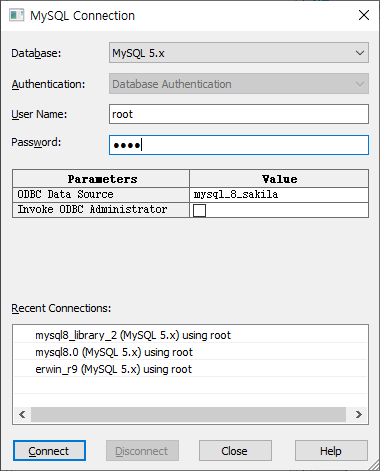 MySQL Connection
Database: MySQL 5.x
Authentication: Database Authentication
User Name: root
Password: ●●●●
Parameters Value
ODBC Data Source mysql_8_sakila
Invoke ODBC Administrator
Recent Connections:
mysql8_library_2 (MySQL 5.x) using root
mysql8.0 (MySQL 5.x) using root
erwin_r9 (MySQL 5.x) using root
Connect Disconnect Close Help